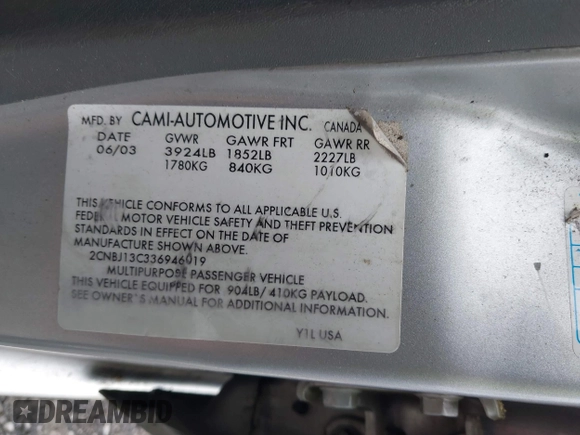 MFD. BY CAMI-AUTOMOTIVE INC. CANADA
DATE GVWR GAWR FRT GAWR RR
06/03 3924LB 1852LB 2227LB
1780KG 840KG 1010KG
THIS VEHICLE CONFORMS TO ALL APPLICABLE U.S.
FEDERAL MOTOR VEHICLE SAFETY AND THEFT PREVENTION
STANDARDS IN EFFECT ON THE DATE OF
MANUFACTURE SHOWN ABOVE.
2CNBJ13C336946019
MULTIPURPOSE PASSENGER VEHICLE
THIS VEHICLE EQUIPPED FOR 904LB/ 410KG PAYLOAD.
SEE OWNER'S MANUAL FOR ADDITIONAL INFORMATION.
Y1L USA
DREAMBID